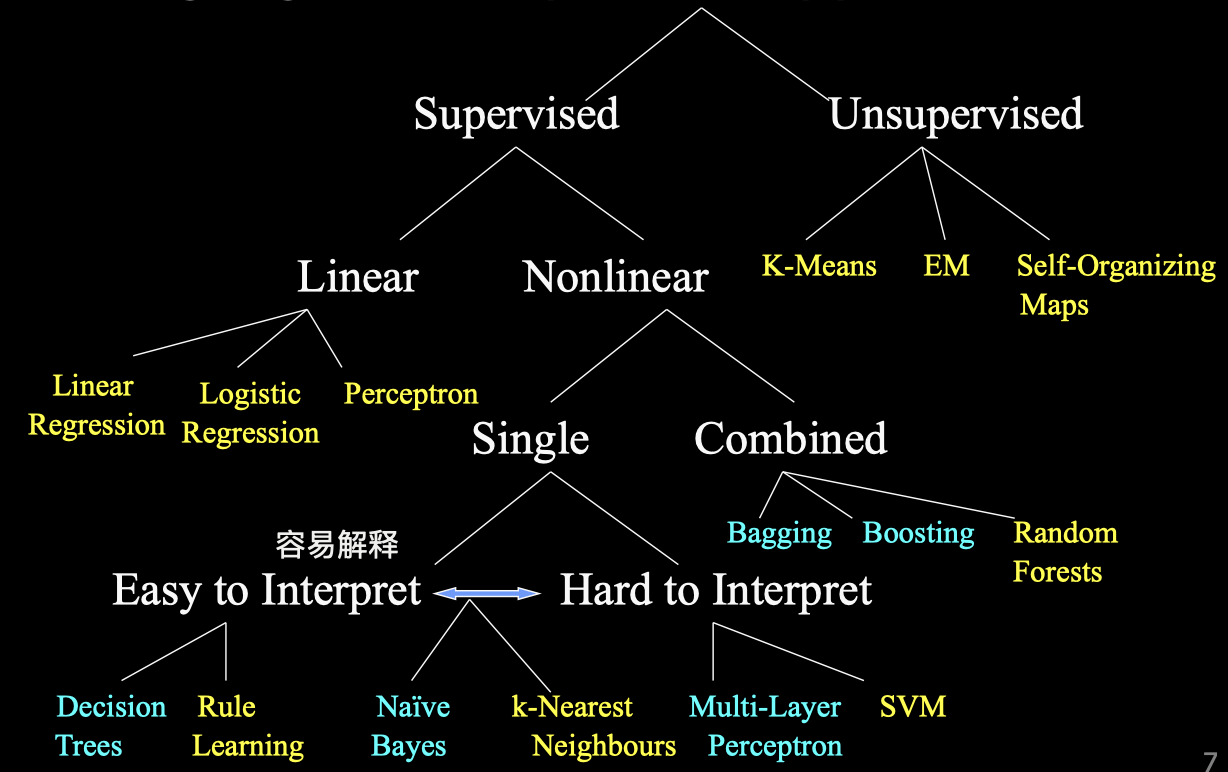 Supervised
Unsupervised
Linear
Nonlinear
K-Means
EM
Self-Organizing
Maps
Linear
Regression
Logistic
Regression
Perceptron
Single
Combined
Bagging
Boosting
Random
Forests
容易解释
Easy to Interpret
Hard to Interpret
Decision
Trees
Rule
Learning
Naïve
Bayes
k-Nearest
Neighbours
Multi-Layer
Perceptron
SVM
7